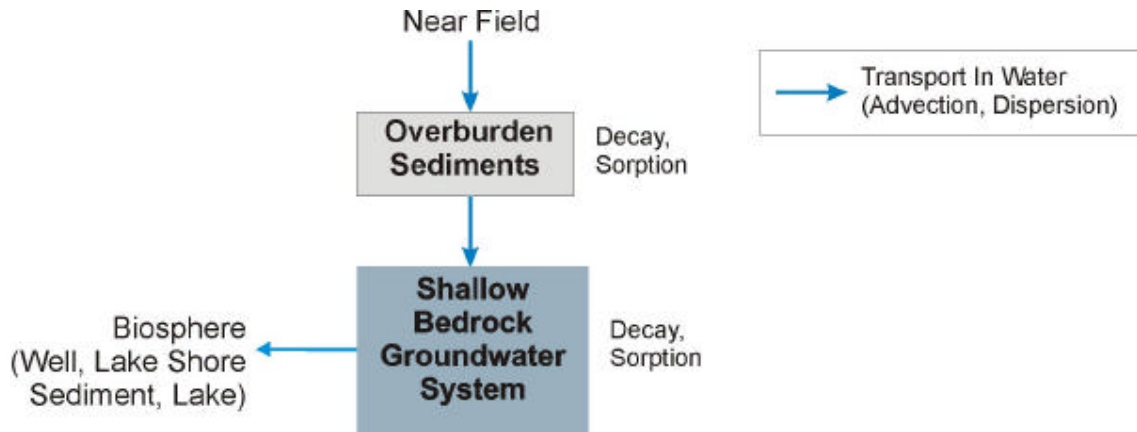 Near Field
Transport In Water
(Advection, Dispersion)
Overburden
Sediments
Decay,
Sorption
Shallow
Bedrock
Groundwater
System
Decay,
Sorption
Biosphere
(Well, Lake Shore
Sediment, Lake)